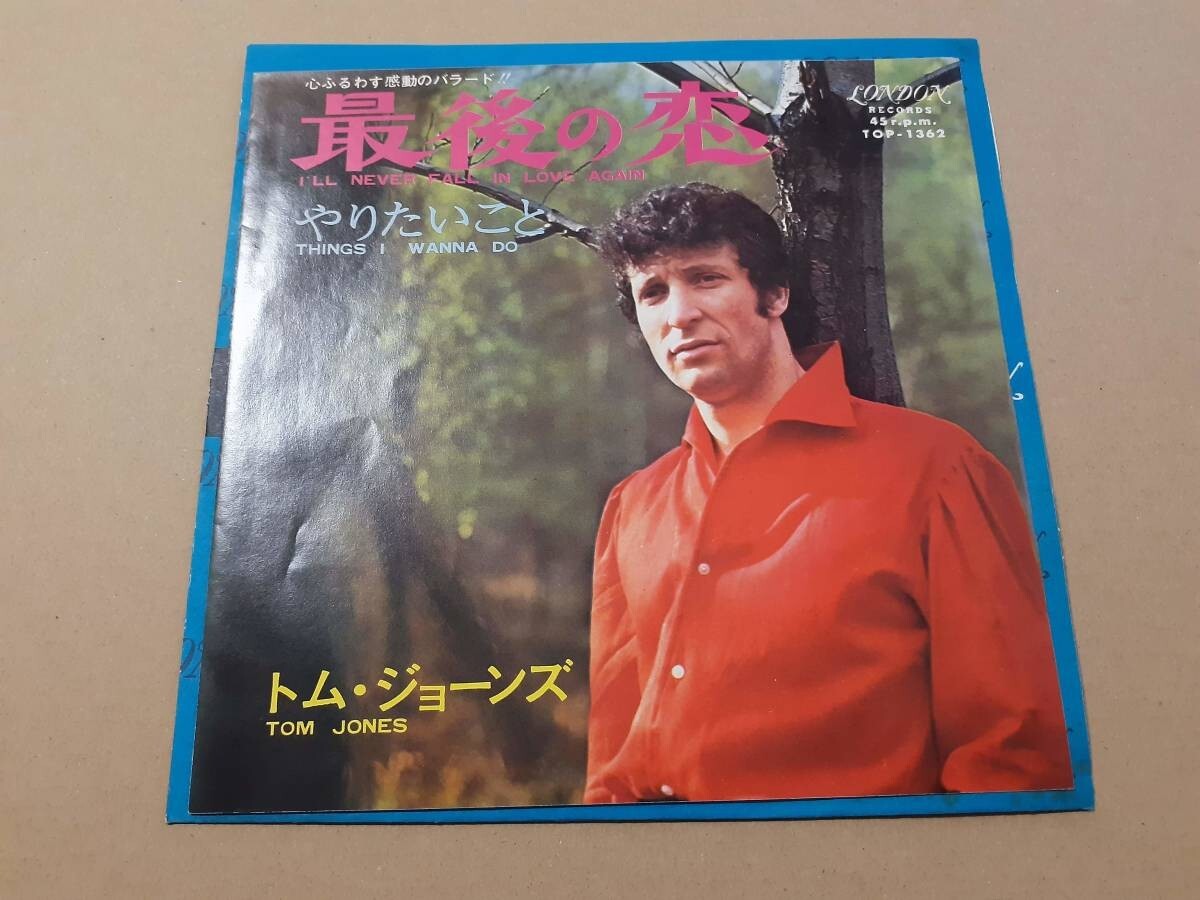 心ふるわす感動のバラード!!
最後の恋
I'LL NEVER FALL IN LOVE AGAIN
やりたいこと
THINGS I WANNA DO
LONDON
RECORDS
45 r.p.m.
TOP-1362
トム・ジョーンズ
TOM JONES